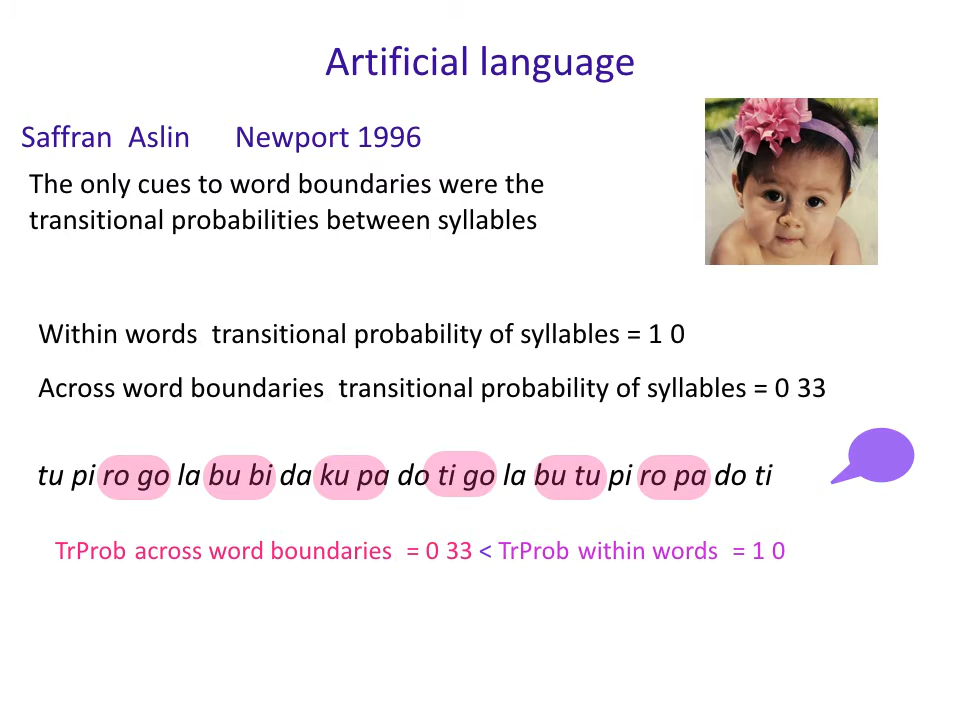 Artificial language
Saffran Aslin Newport 1996
The only cues to word boundaries were the
transitional probabilities between syllables
Within words transitional probability of syllables = 1 0
Across word boundaries transitional probability of syllables = 0 33
tu pi ro go la bu bi da ku pa do ti go la bu tu pi ro pa do ti
TrProb across word boundaries = 0 33 < TrProb within words = 1 0